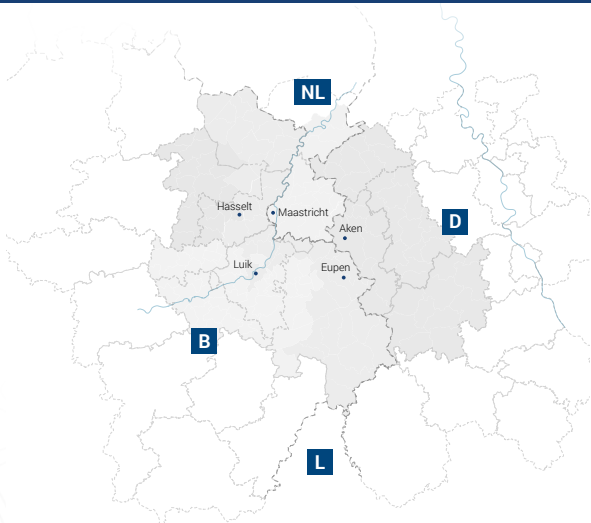 NL
Hasselt
Maastricht
D
Aken
Luik
Eupen
B
L